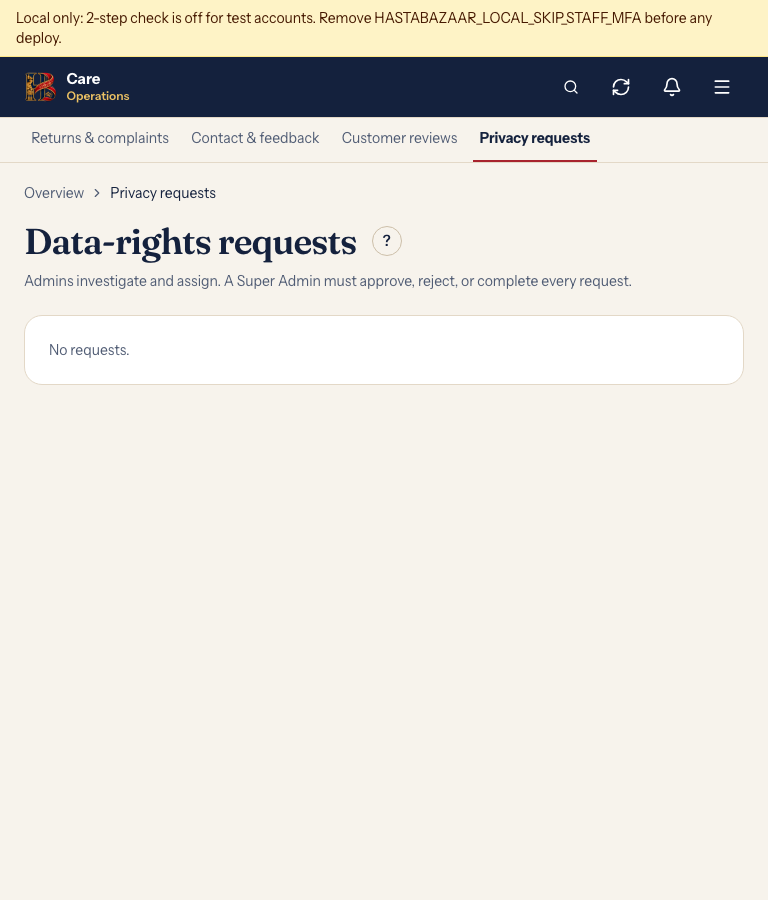 Local only: 2-step check is off for test accounts. Remove HASTABAZAAR_LOCAL_SKIP_STAFF_MFA before any
deploy.
Care
Operations
Returns & complaints
Contact & feedback
Customer reviews
Privacy requests
Overview > Privacy requests
Data-rights requests ?
Admins investigate and assign. A Super Admin must approve, reject, or complete every request.
No requests.